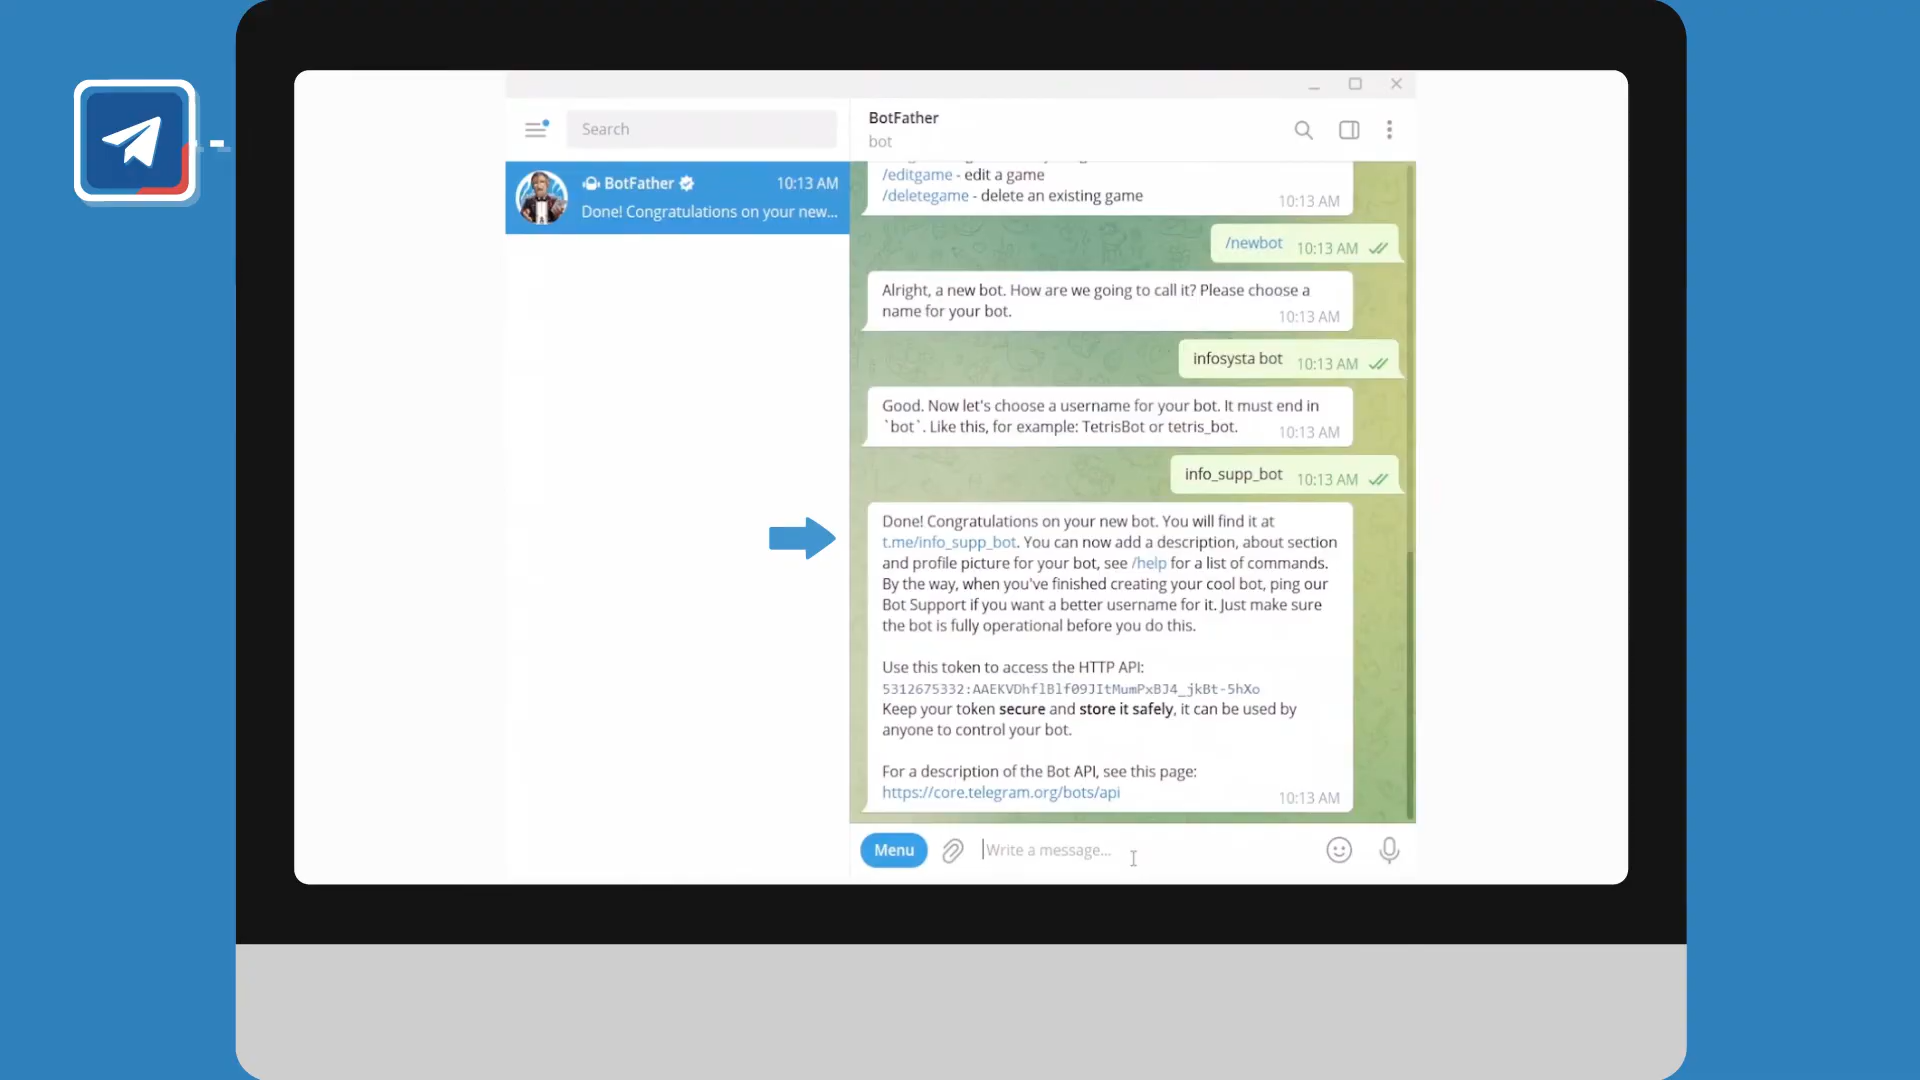 Search
BotFather
bot
BotFather 10:13 AM
Done! Congratulations on your new...
/editgame - edit a game
/deletegame - delete an existing game
10:13 AM
/newbot 10:13 AM
Alright, a new bot. How are we going to call it? Please choose a
name for your bot.
10:13 AM
infosysta bot 10:13 AM
Good. Now let's choose a username for your bot. It must end in
`bot`. Like this, for example: TetrisBot or tetris_bot.
10:13 AM
info_supp_bot 10:13 AM
Done! Congratulations on your new bot. You will find it at
t.me/info_supp_bot. You can now add a description, about section
and profile picture for your bot, see /help for a list of commands.
By the way, when you've finished creating your cool bot, ping our
Bot Support if you want a better username for it. Just make sure
the bot is fully operational before you do this.
Use this token to access the HTTP API:
5312675332:AAEKVDhflBlf09JItMumPxBJ4_jkBt-5hXo
Keep your token secure and store it safely, it can be used by
anyone to control your bot.
For a description of the Bot API, see this page:
https://core.telegram.org/bots/api
10:13 AM
Menu
Write a message...